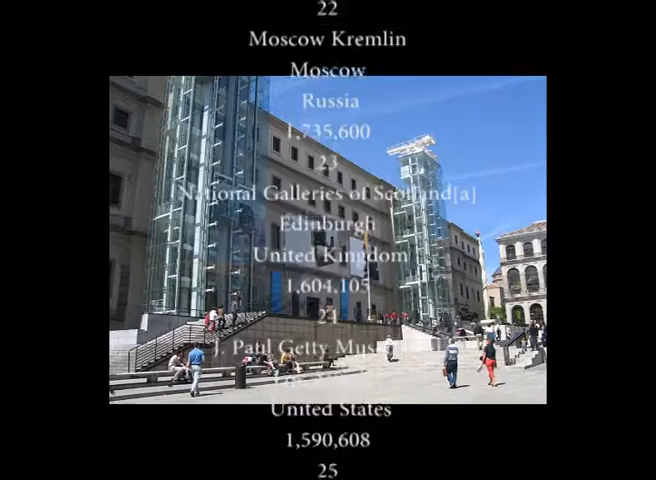 22
Moscow Kremlin
Moscow
Russia
1,735,600
23
National Galleries of Scotland[a]
Edinburgh
United Kingdom
1,604,105
24
J. Paul Getty
United States
1,590,608
25